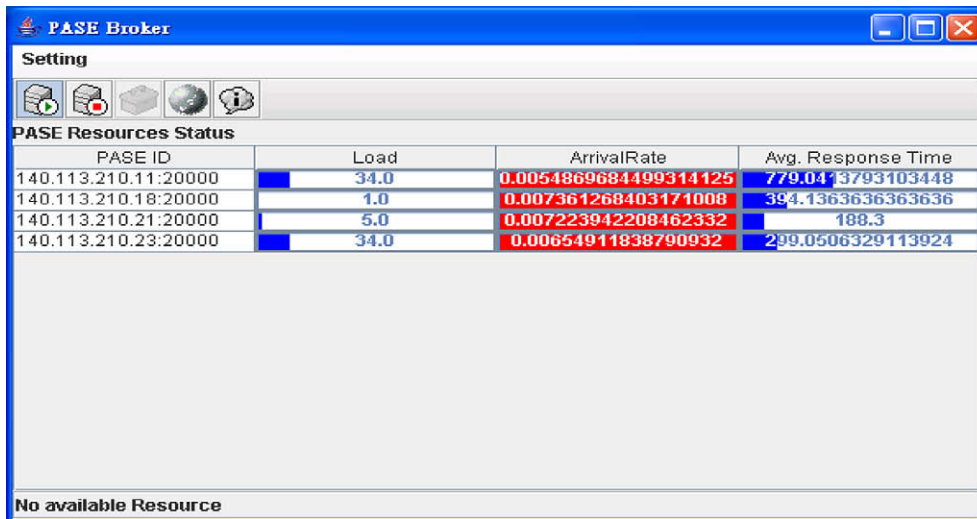 PASE Broker
Setting
PASE Resources Status
PASE ID Load ArrivalRate Avg. Response Time
140.113.210.11:20000 34.0 0.0054869684499314125 779.0413793103448
140.113.210.18:20000 1.0 0.007361268403171008 394.1363636363636
140.113.210.21:20000 5.0 0.007223942208462332 188.3
140.113.210.23:20000 34.0 0.00654911838790932 299.0506329113924
No available Resource